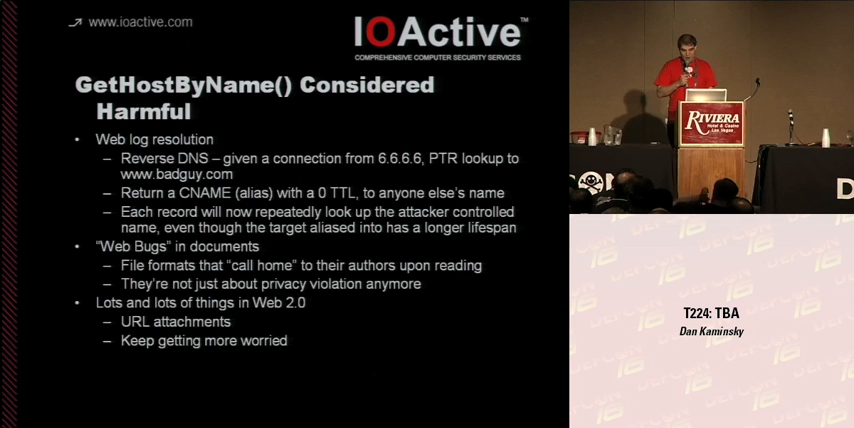 www.ioactive.com
IOActive™
COMPREHENSIVE COMPUTER SECURITY SERVICES
GetHostByName() Considered
Harmful
• Web log resolution
– Reverse DNS – given a connection from 6.6.6.6, PTR lookup to
www.badguy.com
– Return a CNAME (alias) with a 0 TTL, to anyone else's name
– Each record will now repeatedly look up the attacker controlled
name, even though the target aliased into has a longer lifespan
• "Web Bugs" in documents
– File formats that "call home" to their authors upon reading
– They're not just about privacy violation anymore
• Lots and lots of things in Web 2.0
– URL attachments
– Keep getting more worried
RIVIERA
Hotel & Casino
Las Vegas
D
T224: TBA
Dan Kaminsky
DEFCON 16